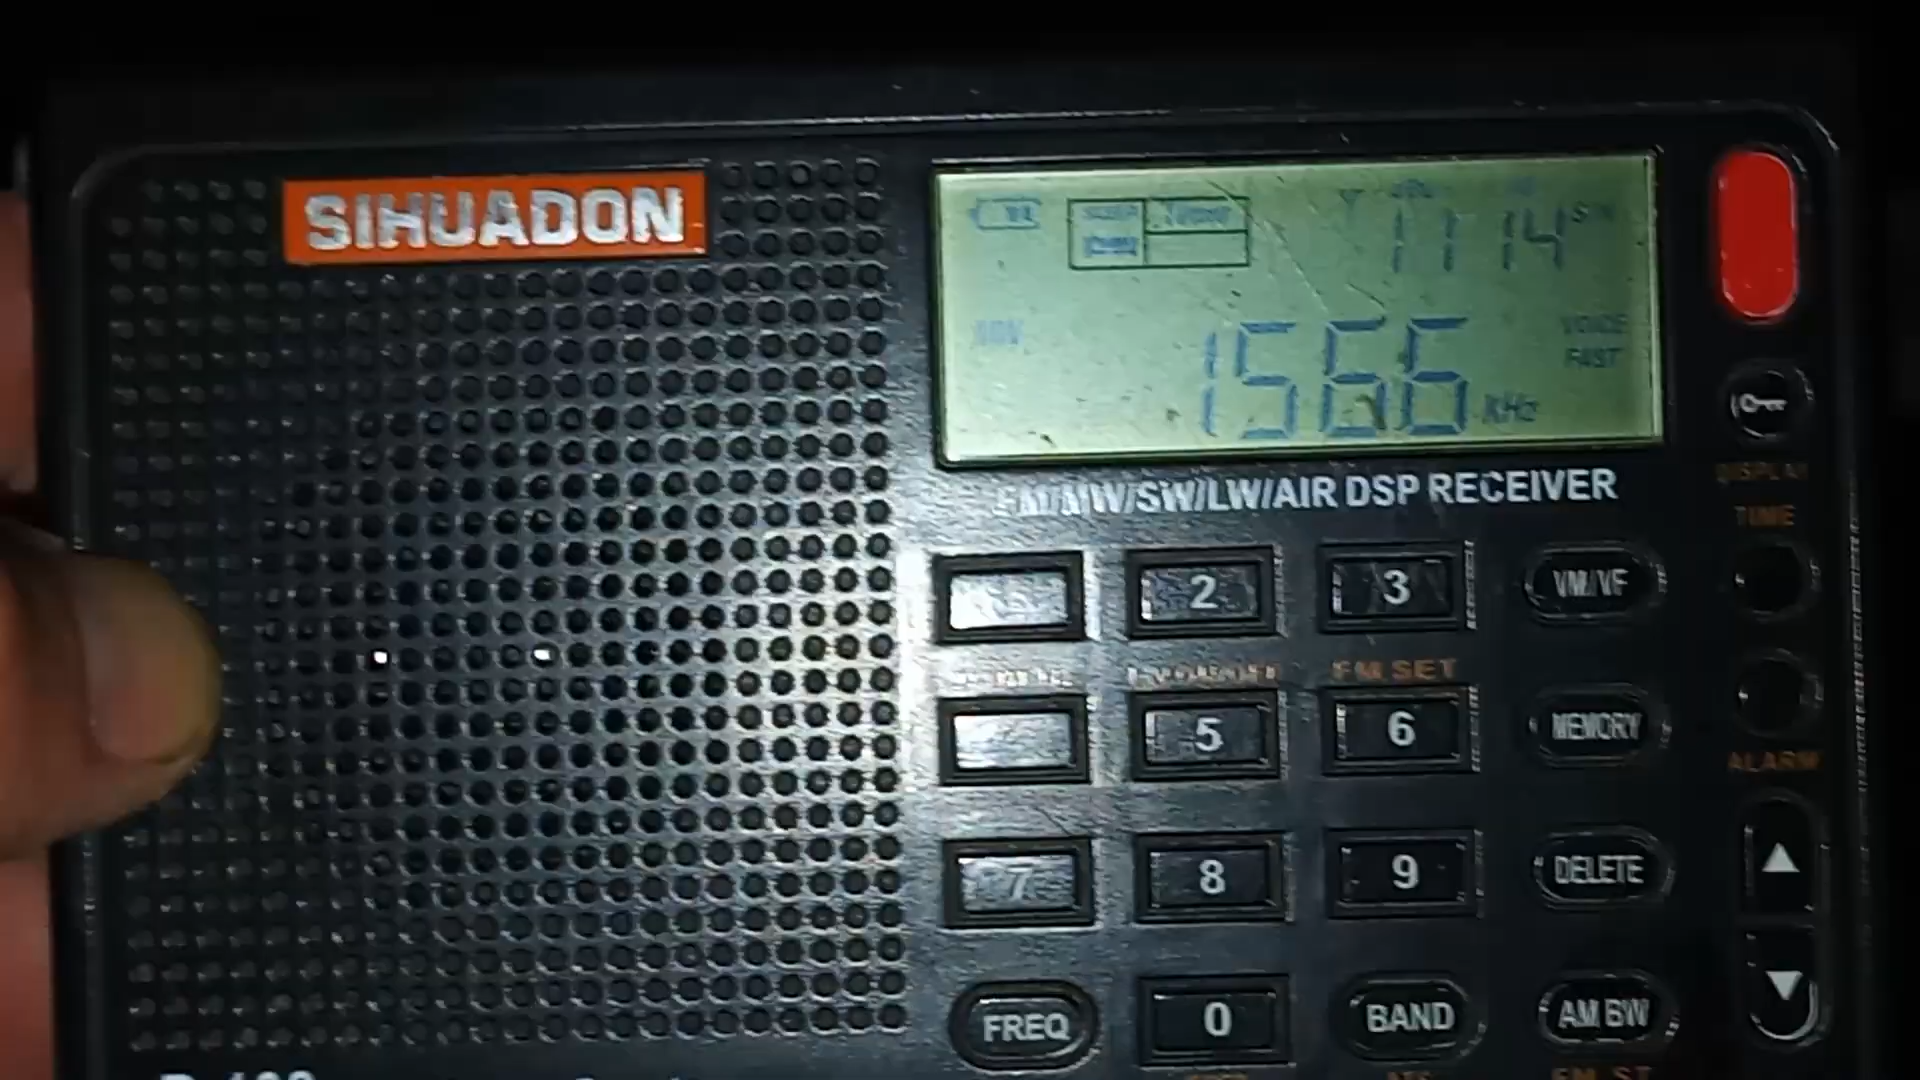 SIHUADON
11 14
1566 KHz
VOICE
FAST
FM/MW/SW/LW/AIR DSP RECEIVER
DISPLAY
TIME
2
3
VM/VF
FM SET
5
6
MEMORY
ALARM
7
8
9
DELETE
FREQ
0
BAND
AM BW